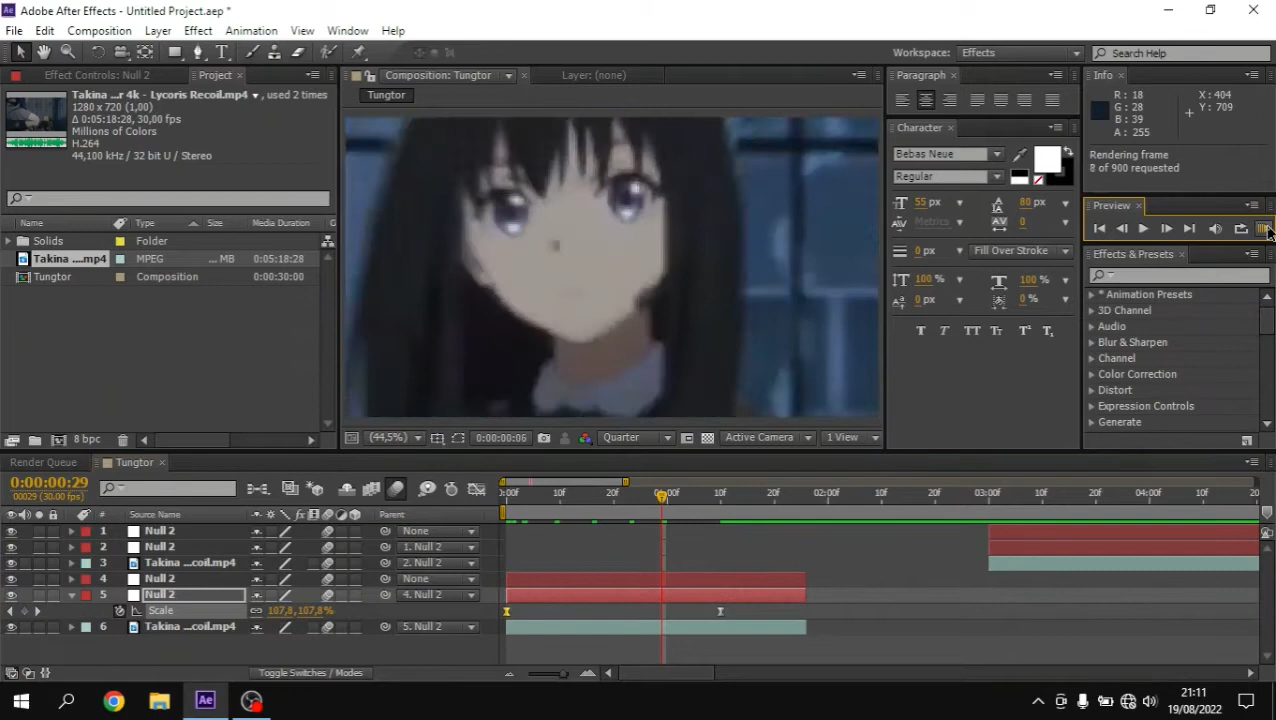 Adobe After Effects - Untitled Project.aep *
File Edit Composition Layer Effect Animation View Window Help
Workspace: Effects Search Help
Effect Controls: Null 2 Project
Composition: Tungtor Layer: (none)
Tungtor
Takina ...r 4k - Lycoris Recoil.mp4 , used 2 times
1280 x 720 (1,00)
Δ 0:05:18:28, 30,00 fps
Millions of Colors
H.264
44,100 kHz / 32 bit U / Stereo
Name Type Size Media Duration
Solids Folder
Takina ....mp4 MPEG ... MB 0:05:18:28
Tungtor Composition 0:00:30:00
8 bpc
(44,5%) 0:00:00:06 Quarter Active Camera 1 View
Paragraph
Character
Bebas Neue
Regular
55 px 80 px
Metrics 0
0 px Fill Over Stroke
100 % 100 %
0 px 0 %
T T TT Tt T¹ T₁
Info
R : 18
G : 28
B : 39
A : 255
X : 404
Y : 709
Rendering frame
8 of 900 requested
Preview
Effects & Presets
* Animation Presets
3D Channel
Audio
Blur & Sharpen
Channel
Color Correction
Distort
Expression Controls
Generate
Render Queue Tungtor
0:00:00:29
00029 (30.00 fps)
0:00f 10f 20f 01:00f 10f 20f 02:00f 10f 20f 03:00f 10f 20f 04:00f 10f 20
# Source Name Parent
1 Null 2 None
2 Null 2 1. Null 2
3 Takina ...coil.mp4 2. Null 2
4 Null 2 None
5 Null 2 4. Null 2
Scale 107,8,107,8%
6 Takina ...coil.mp4 5. Null 2
Toggle Switches / Modes
Ae
21:11
19/08/2022